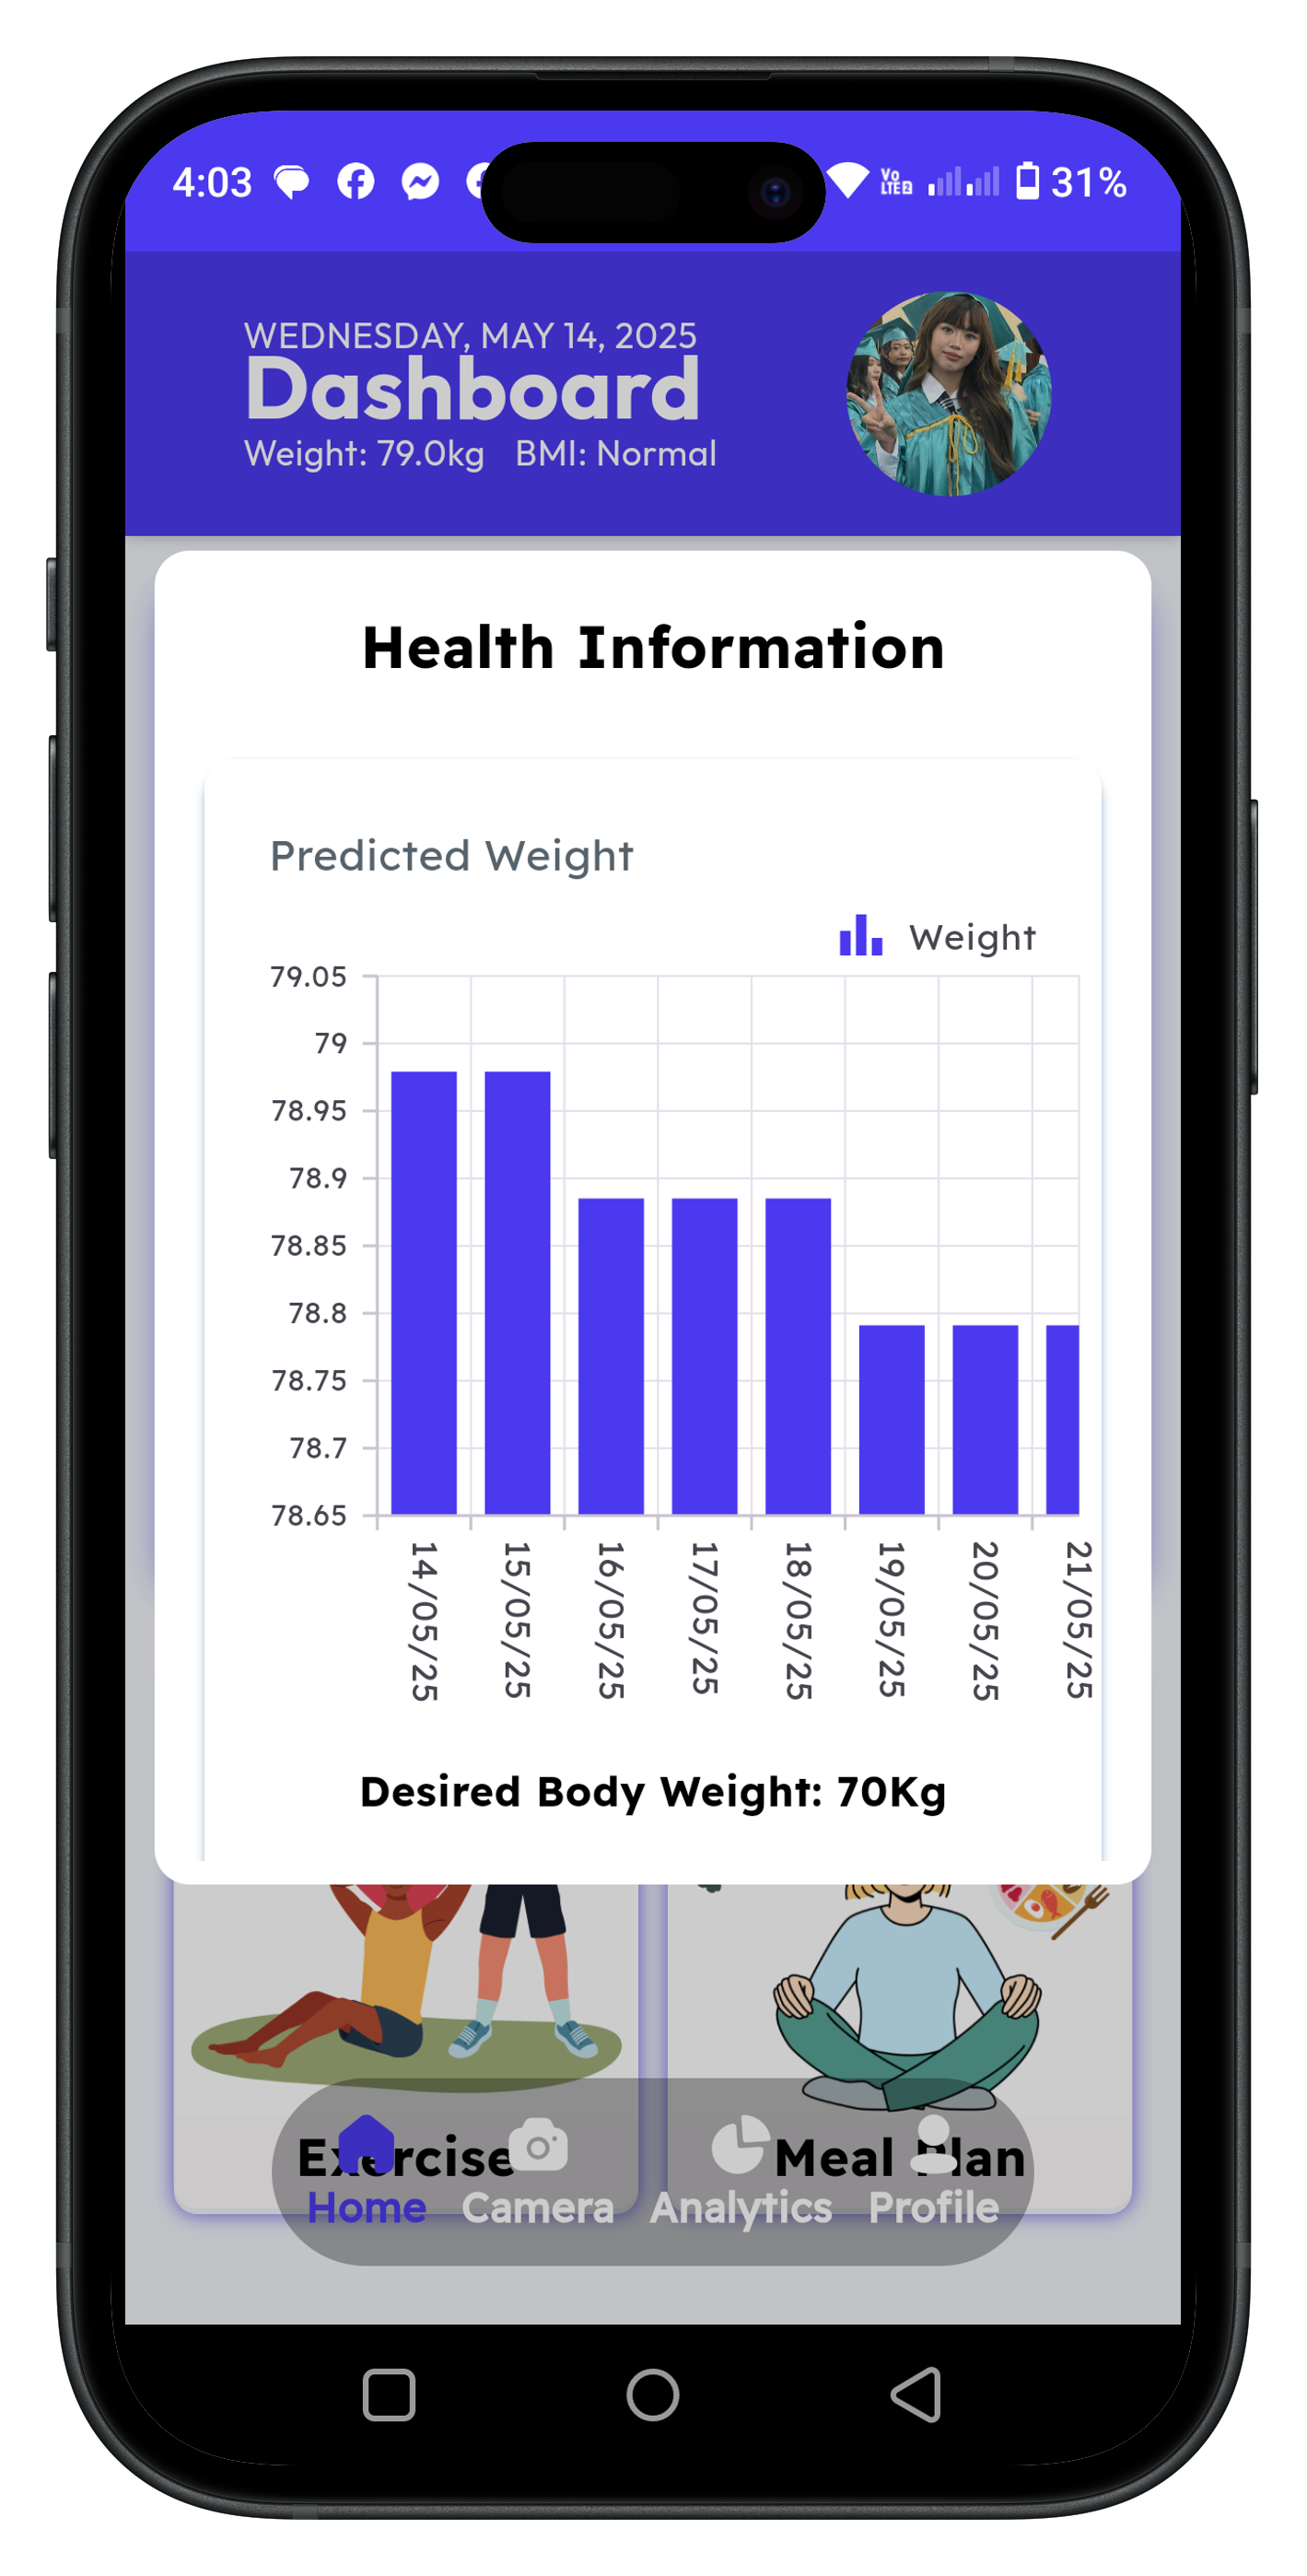 4:03 Vo LTE 2 31%
WEDNESDAY, MAY 14, 2025
Dashboard
Weight: 79.0kg BMI: Normal
Health Information
Predicted Weight
Weight
79.05
79
78.95
78.9
78.85
78.8
78.75
78.7
78.65
14/05/25
15/05/25
16/05/25
17/05/25
18/05/25
19/05/25
20/05/25
21/05/25
Desired Body Weight: 70Kg
Exercise Meal Plan
Home Camera Analytics Profile